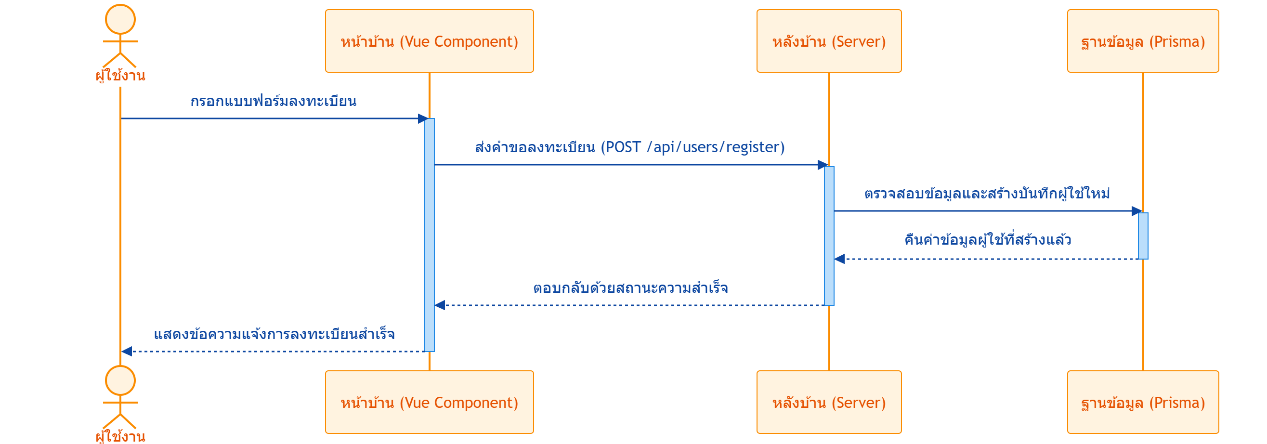 หน้าบ้าน (Vue Component)
หลังบ้าน (Server)
ฐานข้อมูล (Prisma)
ผู้ใช้งาน
กรอกแบบฟอร์มลงทะเบียน
ส่งคำขอลงทะเบียน (POST /api/users/register)
ตรวจสอบข้อมูลและสร้างบันทึกผู้ใช้ใหม่
คืนค่าข้อมูลผู้ใช้ที่สร้างแล้ว
ตอบกลับด้วยสถานะความสำเร็จ
แสดงข้อความแจ้งการลงทะเบียนสำเร็จ
หน้าบ้าน (Vue Component)
หลังบ้าน (Server)
ฐานข้อมูล (Prisma)
ผู้ใช้งาน